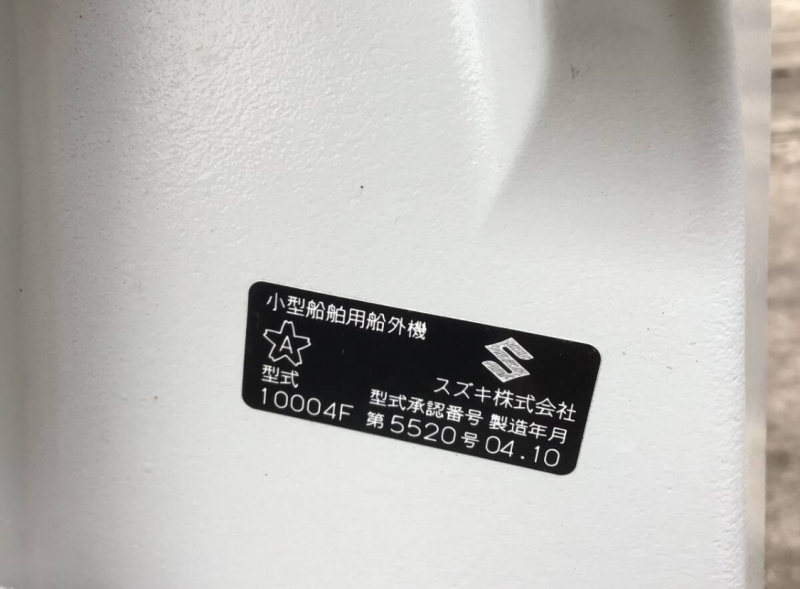 小型船舶用船外機
A
スズキ株式会社
型式 型式承認番号 製造年月
10004F 第5520号 04.10